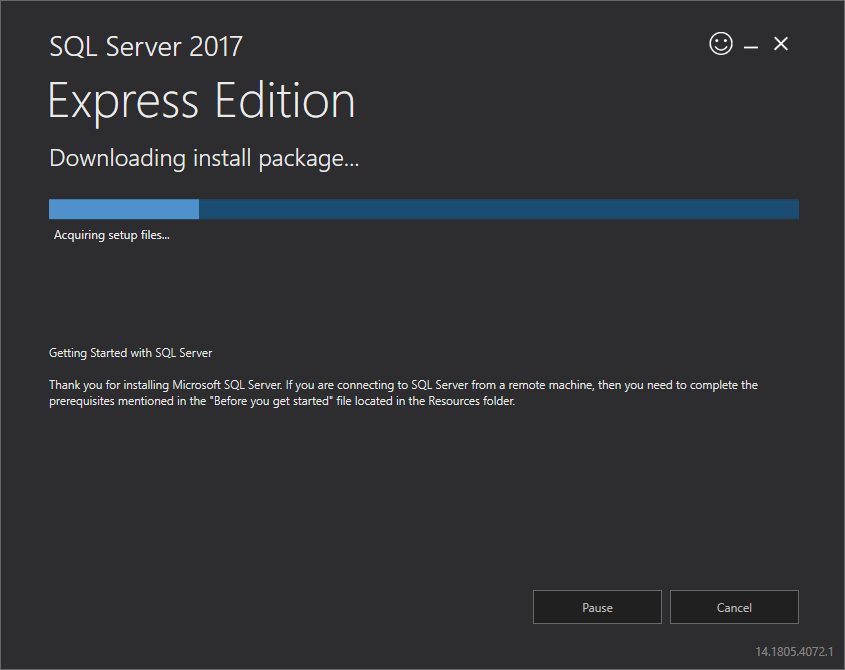 SQL Server 2017
Express Edition
Downloading install package...
Acquiring setup files...
Getting Started with SQL Server
Thank you for installing Microsoft SQL Server. If you are connecting to SQL Server from a remote machine, then you need to complete the
prerequisites mentioned in the "Before you get started" file located in the Resources folder.
Pause
Cancel
14.1805.4072.1